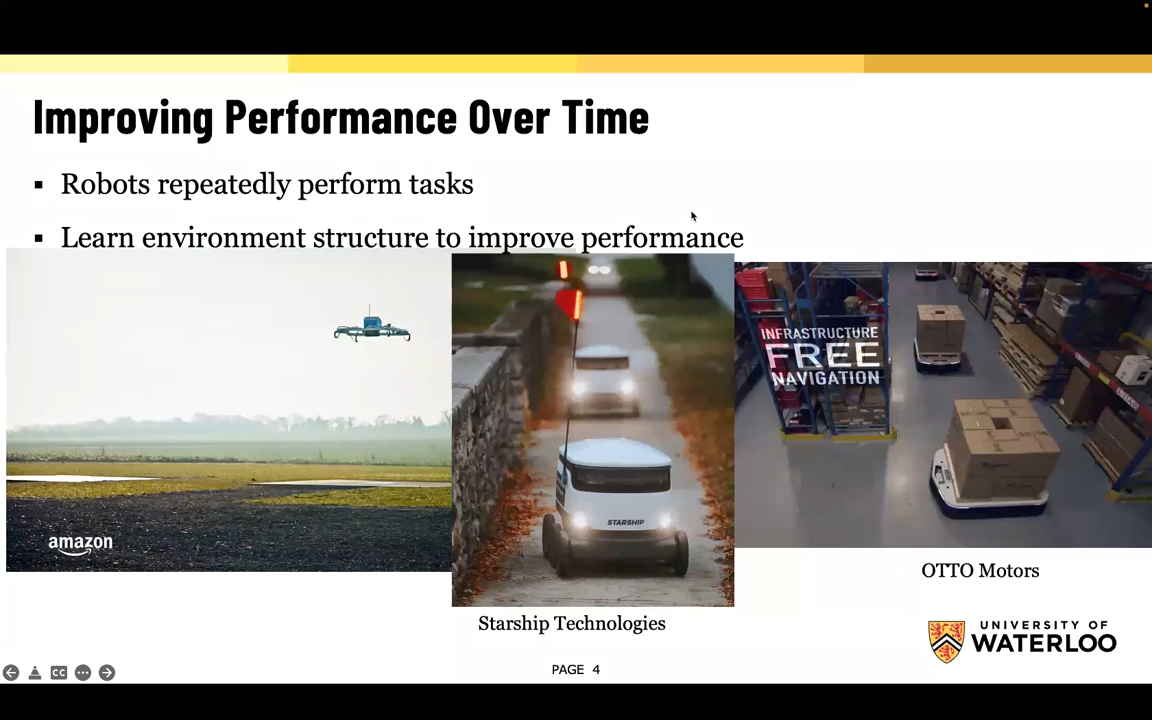 Improving Performance Over Time
▪ Robots repeatedly perform tasks
▪ Learn environment structure to improve performance
amazon
STARSHIP
INFRASTRUCTURE
FREE
NAVIGATION
OTTO Motors
Starship Technologies
UNIVERSITY OF
WATERLOO
CC
PAGE 4